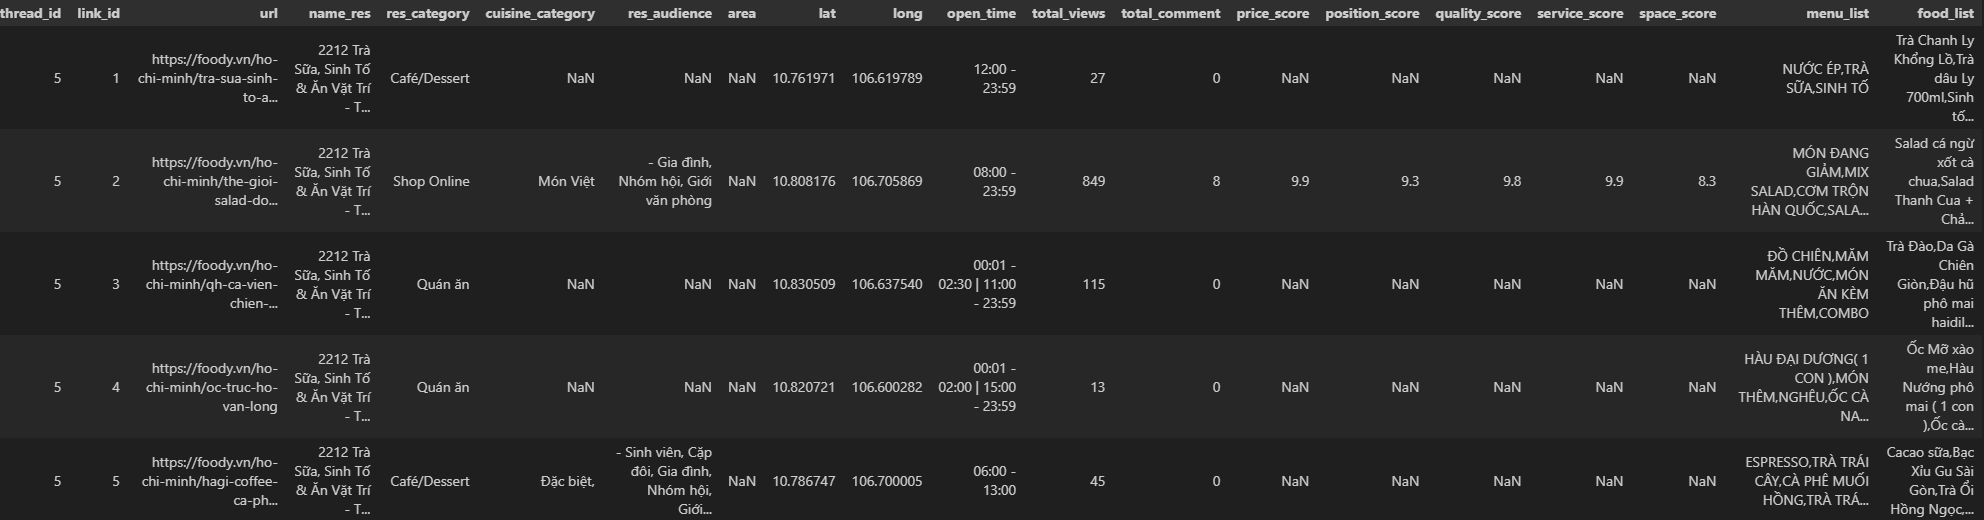 thread_id link_id url name_res res_category cuisine_category res_audience area lat long open_time total_views total_comment price_score position_score quality_score service_score space_score menu_list food_list
5 1 https://foody.vn/ho-chi-minh/tra-sua-sinh-to-a... 2212 Trà Sữa, Sinh Tố & Ăn Vặt Trí - T... Café/Dessert NaN NaN NaN 10.761971 106.619789 12:00 - 23:59 27 0 NaN NaN NaN NaN NaN NƯỚC ÉP,TRÀ SỮA,SINH TỐ Trà Chanh Ly Khổng Lồ,Trà dâu Ly 700ml,Sinh tố...
5 2 https://foody.vn/ho-chi-minh/the-gioi-salad-do... 2212 Trà Sữa, Sinh Tố & Ăn Vặt Trí - T... Shop Online Món Việt - Gia đình, Nhóm hội, Giới văn phòng NaN 10.808176 106.705869 08:00 - 23:59 849 8 9.9 9.3 9.8 9.9 8.3 MÓN ĐANG GIẢM,MIX SALAD,CƠM TRỘN HÀN QUỐC,SALA... Salad cá ngừ xốt cà chua,Salad Thanh Cua + Chả...
5 3 https://foody.vn/ho-chi-minh/qh-ca-vien-chien-... 2212 Trà Sữa, Sinh Tố & Ăn Vặt Trí - T... Quán ăn NaN NaN NaN 10.830509 106.637540 00:01 - 02:30 | 11:00 - 23:59 115 0 NaN NaN NaN NaN NaN ĐỒ CHIÊN,MĂM MĂM,NƯỚC,MÓN ĂN KÈM THÊM,COMBO Trà Đào,Da Gà Chiên Giòn,Đậu hũ phô mai haidil...
5 4 https://foody.vn/ho-chi-minh/oc-truc-ho-van-long 2212 Trà Sữa, Sinh Tố & Ăn Vặt Trí - T... Quán ăn NaN NaN NaN 10.820721 106.600282 00:01 - 02:00 | 15:00 - 23:59 13 0 NaN NaN NaN NaN NaN HÀU ĐẠI DƯƠNG( 1 CON ),MÓN THÊM,NGHÊU,ỐC CÀ NA... Ốc Mỡ xào me,Hàu Nướng phô mai ( 1 con ),Ốc cà...
5 5 https://foody.vn/ho-chi-minh/hagi-coffee-ca-ph... 2212 Trà Sữa, Sinh Tố & Ăn Vặt Trí - T... Café/Dessert Đặc biệt, - Sinh viên, Cặp đôi, Gia đình, Nhóm hội, Giới... NaN 10.786747 106.700005 06:00 - 13:00 45 0 NaN NaN NaN NaN NaN ESPRESSO,TRÀ TRÁI CÂY,CÀ PHÊ MUỐI HỒNG,TRÀ TRÁ... Cacao sữa,Bạc Xỉu Gu Sài Gòn,Trà Ổi Hồng Ngọc,...